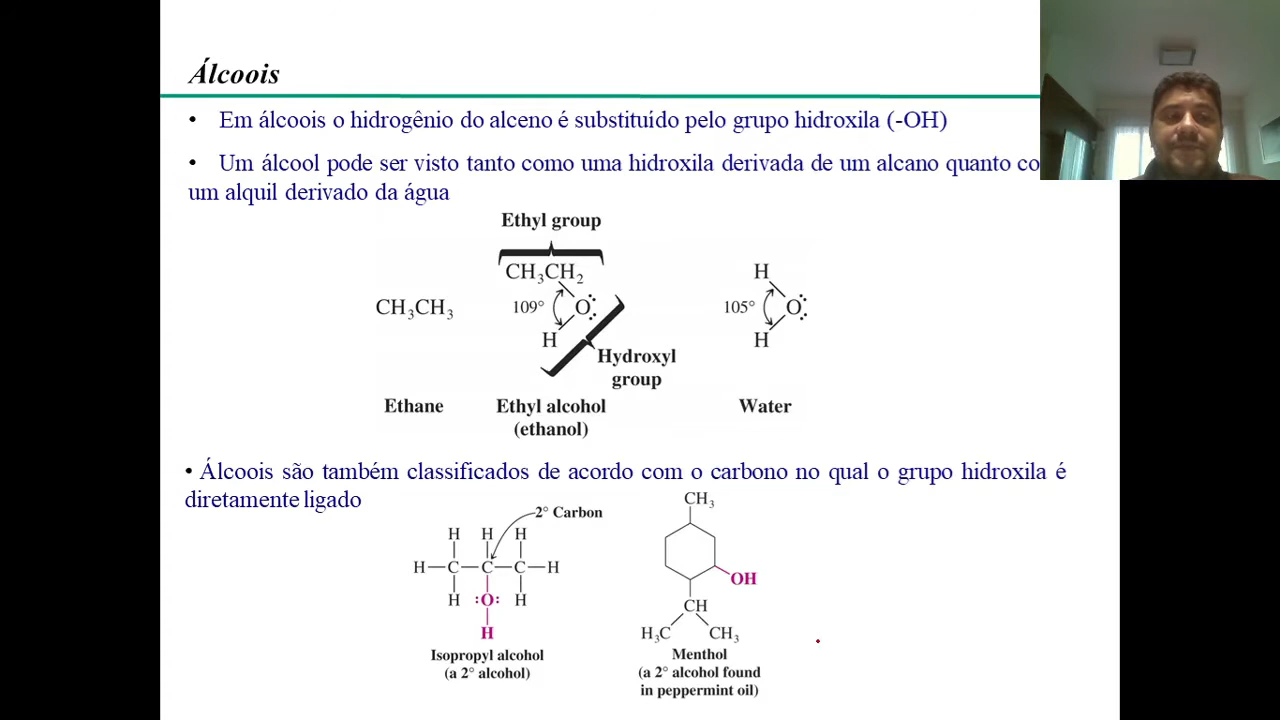 Álcoois
• Em álcoois o hidrogênio do alceno é substituído pelo grupo hidroxila (-OH)
• Um álcool pode ser visto tanto como uma hidroxila derivada de um alcano quanto
um alquil derivado da água
Ethyl group
CH3CH2
H
CH3CH3
109°
O
105°
O
H
H
Hydroxyl
group
Ethane
Ethyl alcohol
(ethanol)
Water
• Álcoois são também classificados de acordo com o carbono no qual o grupo hidroxila é
diretamente ligado
2° Carbon
H H H
H C C C H
H :O: H
H
Isopropyl alcohol
(a 2° alcohol)
CH3
OH
CH
H3C CH3
Menthol
(a 2° alcohol found
in peppermint oil)